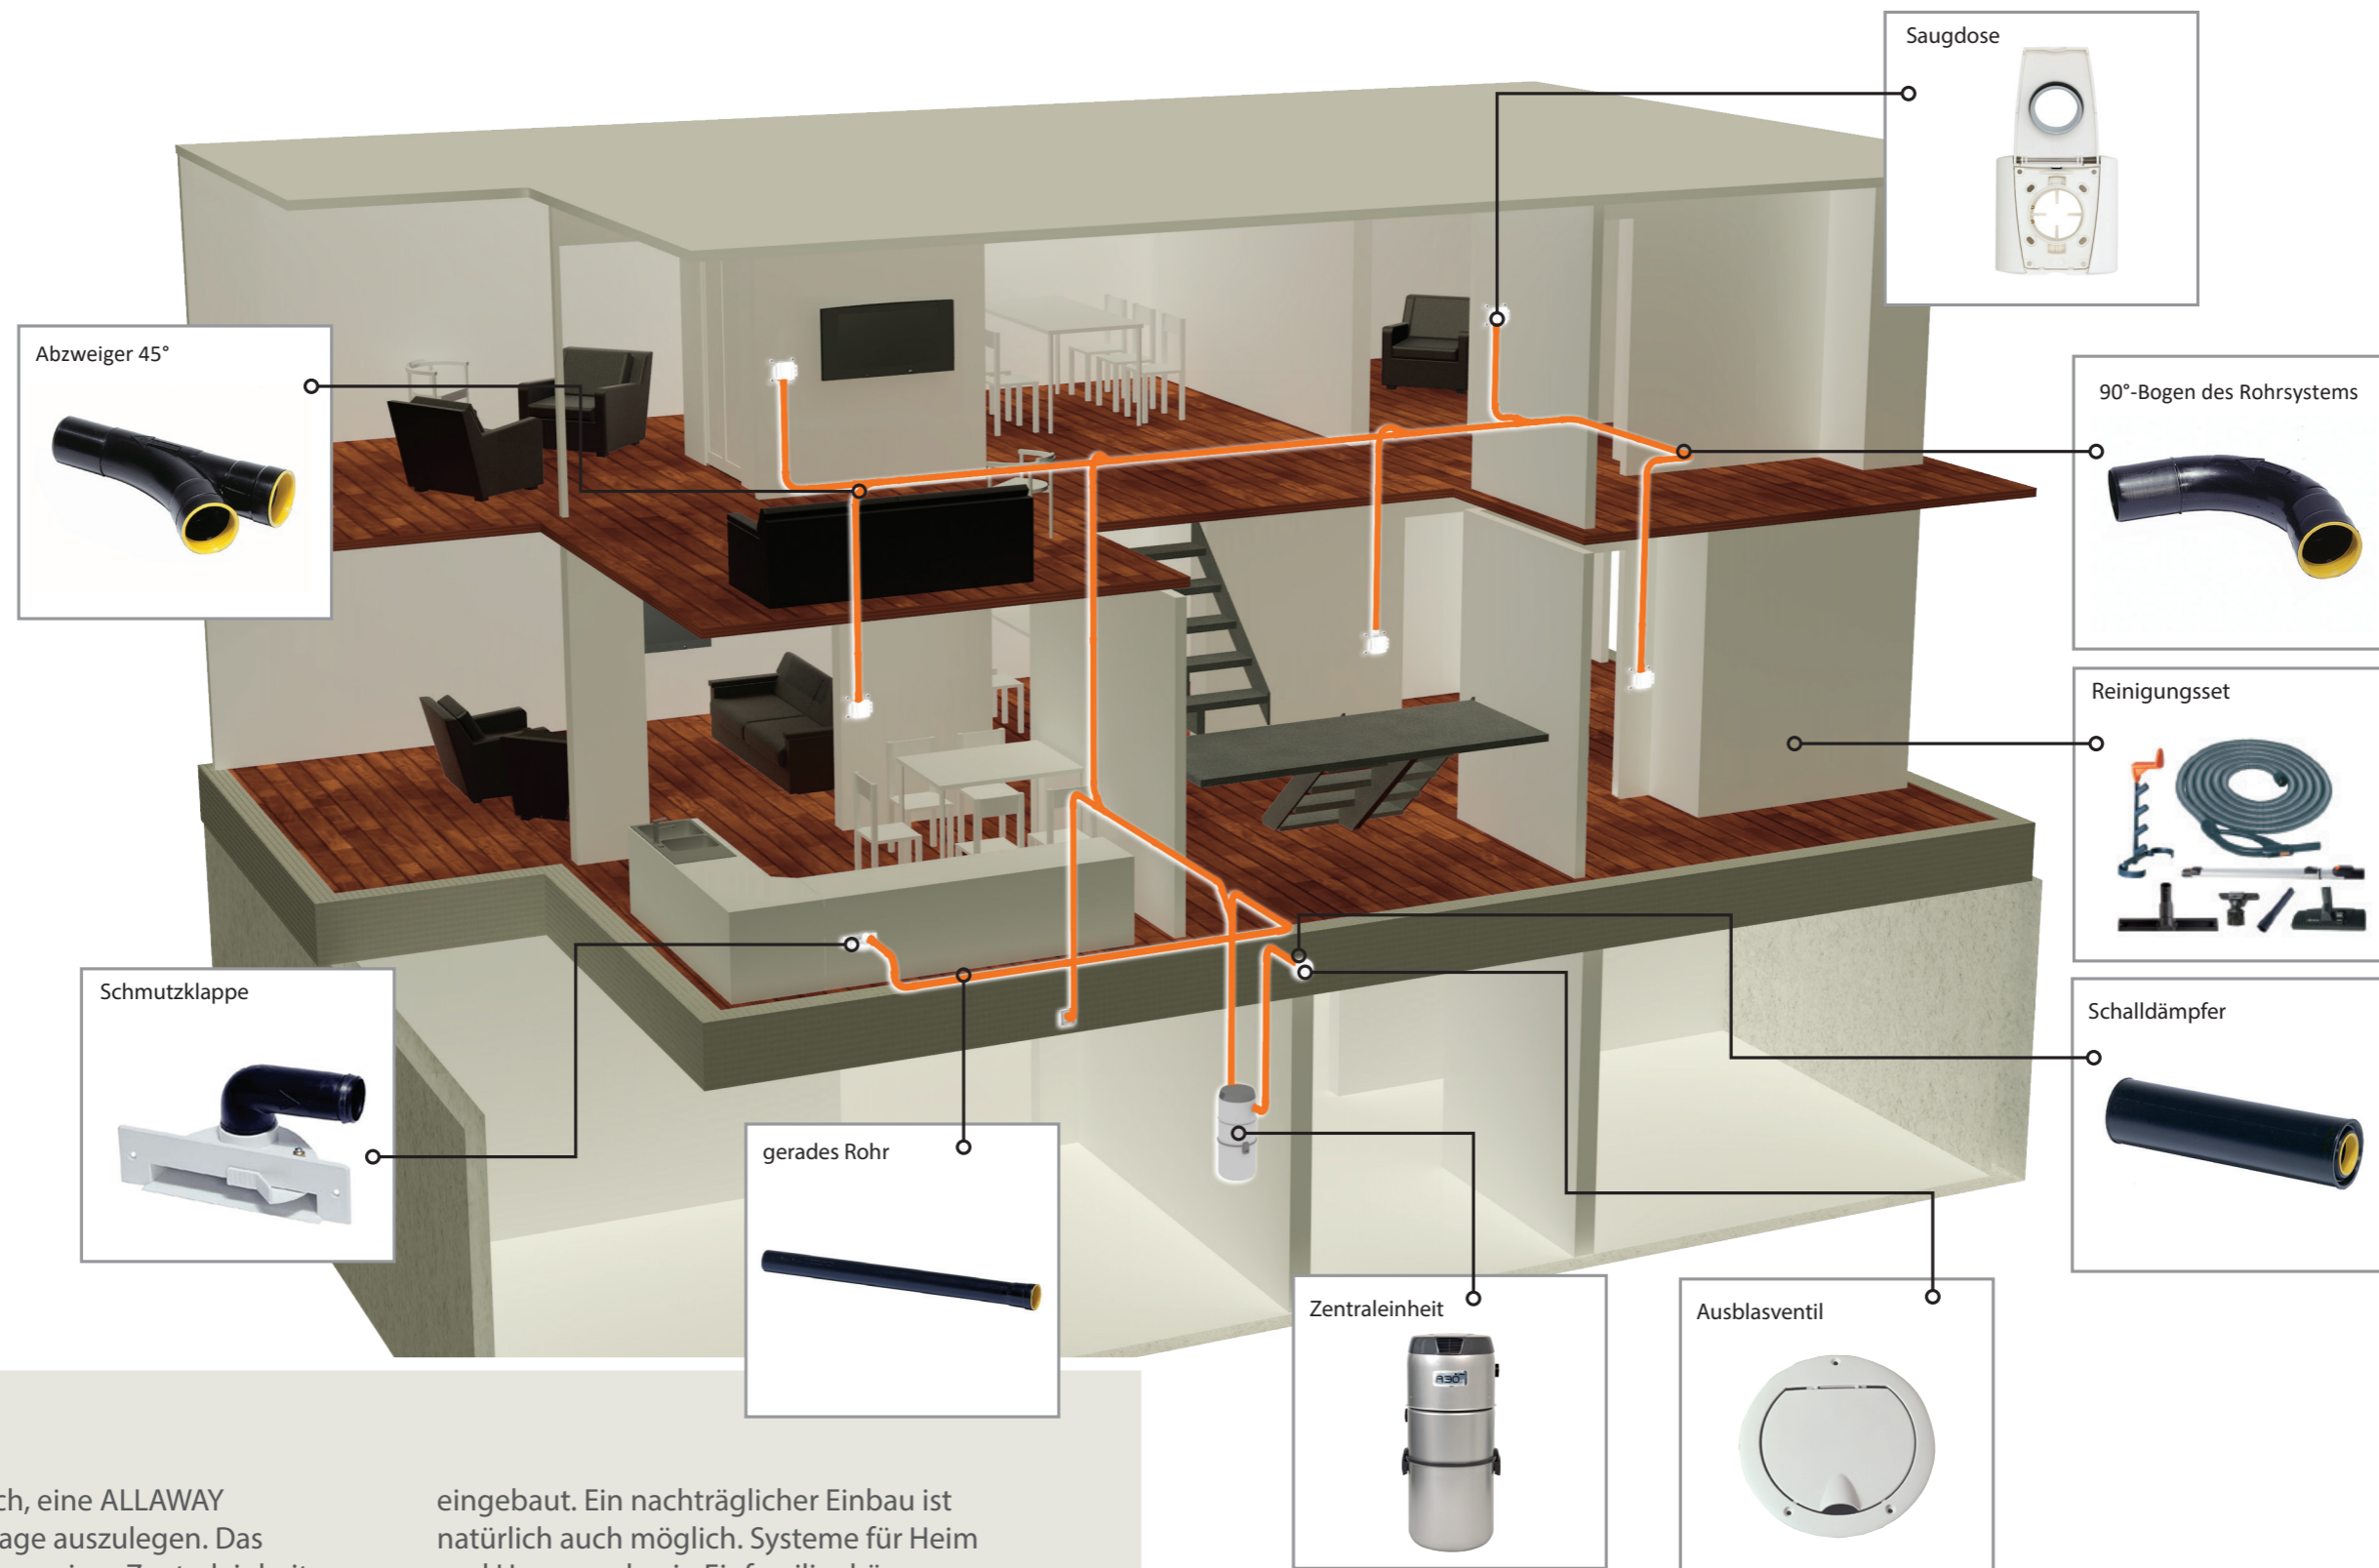 Saugdose
Abzweiger 45°
90°-Bogen des Rohrsystems
Reinigungsset
Schmutzklappe
Schalldämpfer
gerades Rohr
Zentraleinheit
A30
Ausblasventil
ch, eine ALLAWAY
age auszulegen. Das
eingebaut. Ein nachträglicher Einbau ist
natürlich auch möglich. Systeme für Heim